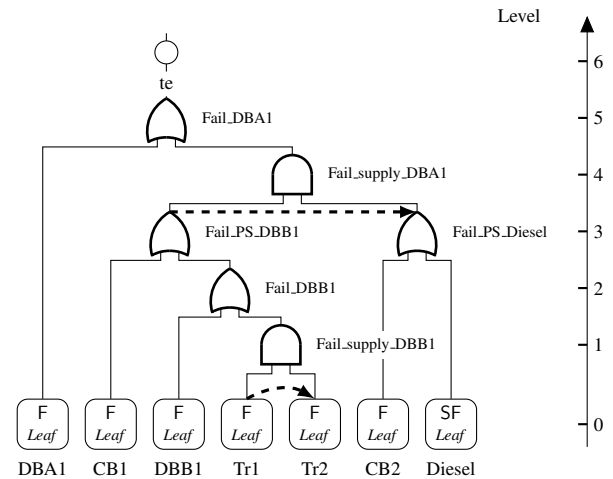 Level
6
te
Fail_DBA1
5
Fail_supply_DBA1
4
Fail_PS_DBB1
Fail_PS_Diesel
3
Fail_DBB1
2
Fail_supply_DBB1
1
F F F F F F SF
Leaf Leaf Leaf Leaf Leaf Leaf Leaf
0
DBA1 CB1 DBB1 Tr1 Tr2 CB2 Diesel